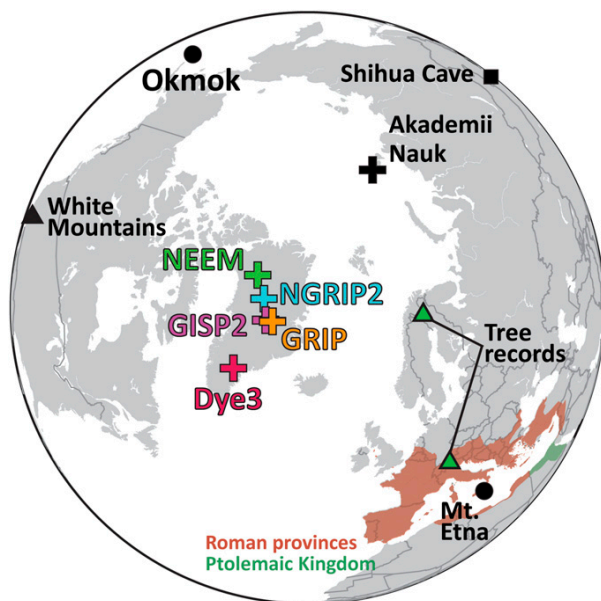 Okmok
Shihua Cave
Akademii
Nauk
White
Mountains
NEEM
NGRIP2
GISP2
GRIP
Tree
records
Dye3
Mt.
Etna
Roman provinces
Ptolemaic Kingdom